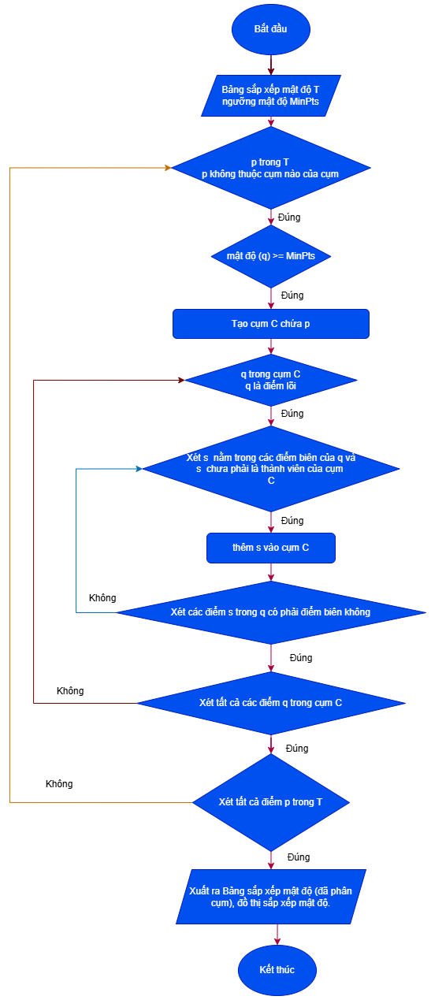 Bắt đầu
Bảng sắp xếp mật độ T
ngưỡng mật độ MinPts
p trong T
p không thuộc cụm nào của cụm
Đúng
mật độ (q) >= MinPts
Đúng
Tạo cụm C chứa p
q trong cụm C
q là điểm lõi
Đúng
Xét s nằm trong các điểm biên của q và
s chưa phải là thành viên của cụm
C
Đúng
thêm s vào cụm C
Không
Xét các điểm s trong q có phải điểm biên không
Đúng
Không
Xét tất cả các điểm q trong cụm C
Đúng
Không
Xét tất cả điểm p trong T
Đúng
Xuất ra Bảng sắp xếp mật độ (đã phân
cụm), đồ thị sắp xếp mật độ.
Kết thúc